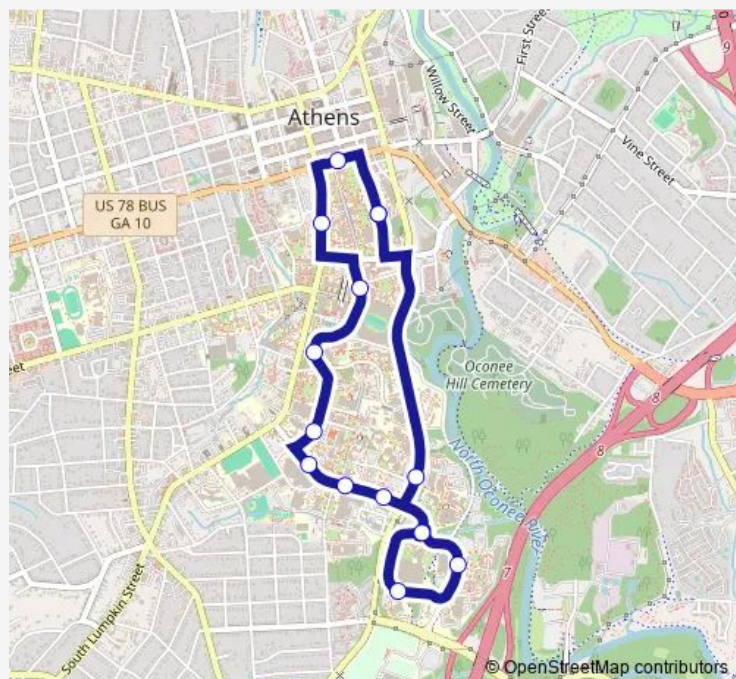 First Street
9
Willow Street
Athens
Vine Street
US 78 BUS
GA 10
eet
Oconee
Hill Cemetery
8
8
North Oconee River
7
South Lumpkin Street
© OpenStreetMap contributors